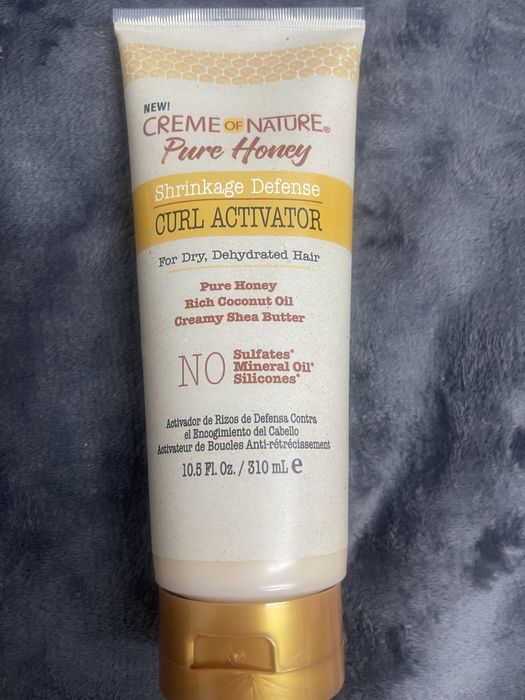 NEW!
CREME OF NATURE®
Pure Honey
Shrinkage Defense
CURL ACTIVATOR
For Dry, Dehydrated Hair
Pure Honey
Rich Coconut Oil
Creamy Shea Butter
NO Sulfates*
Mineral Oil*
Silicones*
Activador de Rizos de Defensa Contra
el Encogimiento del Cabello
Activateur de Boucles Anti-rétrécissement
10.5 Fl. Oz. / 310 mL ℮